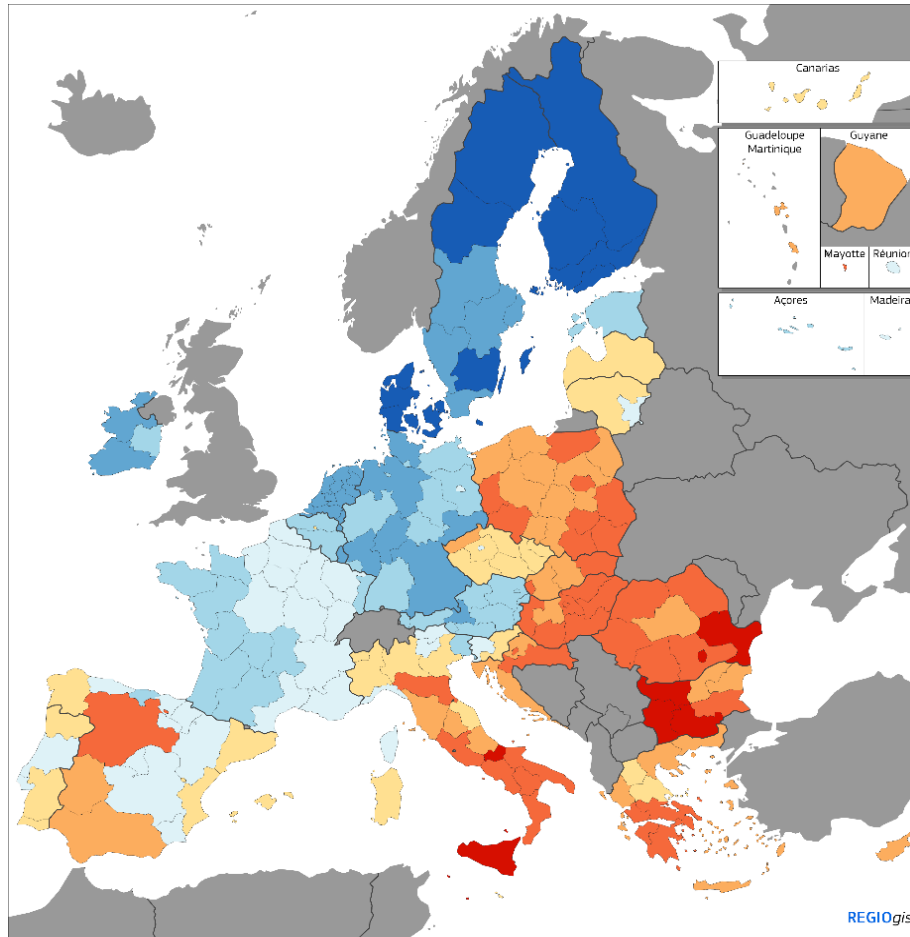 Canarias
Guadeloupe
Martinique
Guyane
Mayotte
Réunion
Açores
Madeira
REGIOgis